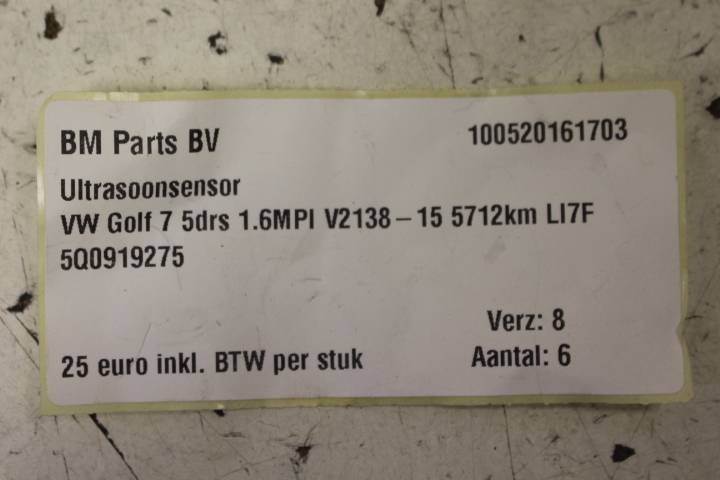 BM Parts BV 100520161703
Ultrasoonsensor
VW Golf 7 5drs 1.6MPI V2138-15 5712km LI7F
5Q0919275
Verz: 8
25 euro inkl. BTW per stuk Aantal: 6